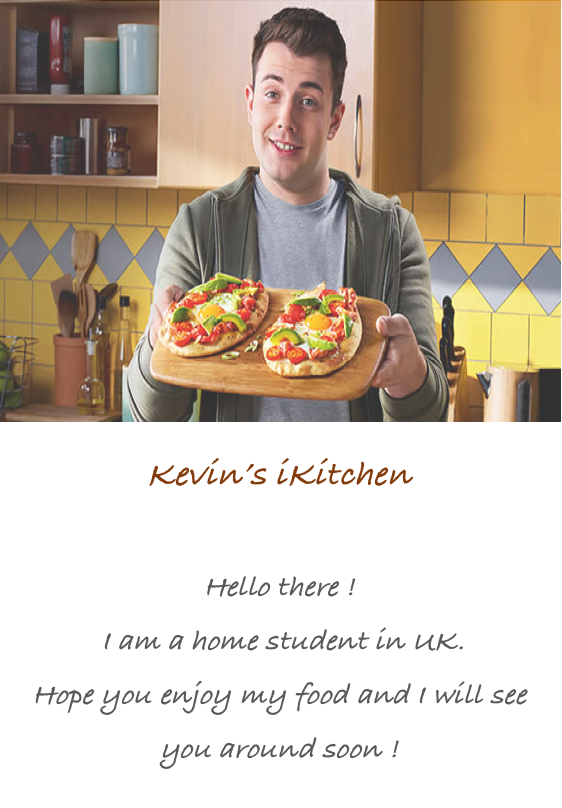 Kevin's iKitchen
Hello there !
I am a home student in UK.
Hope you enjoy my food and I will see
you around soon !